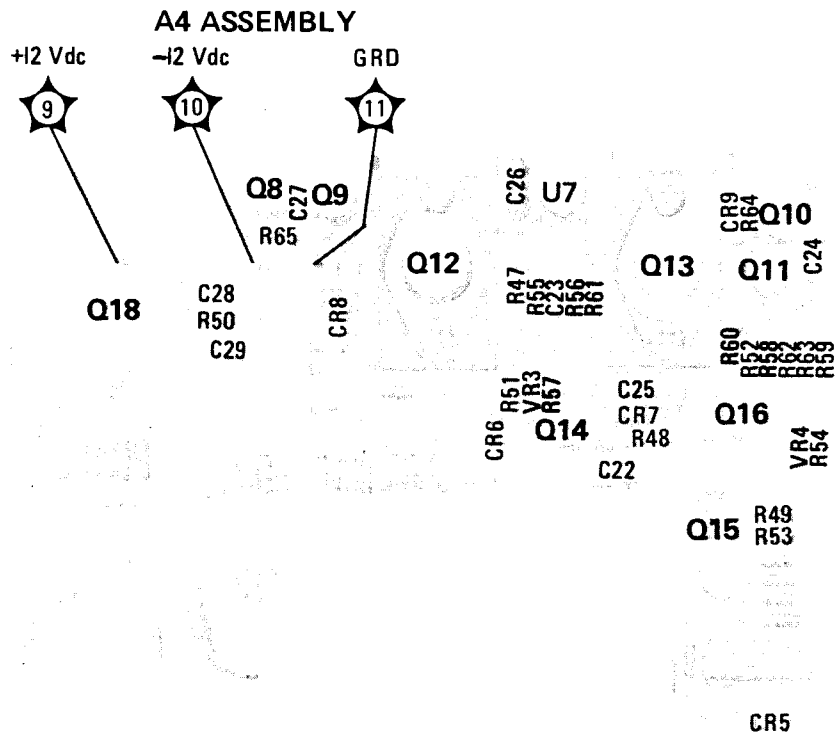 A4 ASSEMBLY
+12 Vdc
-12 Vdc
GRD
9
10
11
Q8
C27
Q9
R65
Q12
C26
U7
Q13
CR9
R64
Q10
Q11
C24
Q18
C28
R50
C29
CR8
R47
R55
C23
R56
R61
R60
R52
R58
R62
R63
R59
R51
VR3
R57
CR6
Q14
C25
CR7
R48
C22
Q16
VR4
R54
Q15
R49
R53
CR5